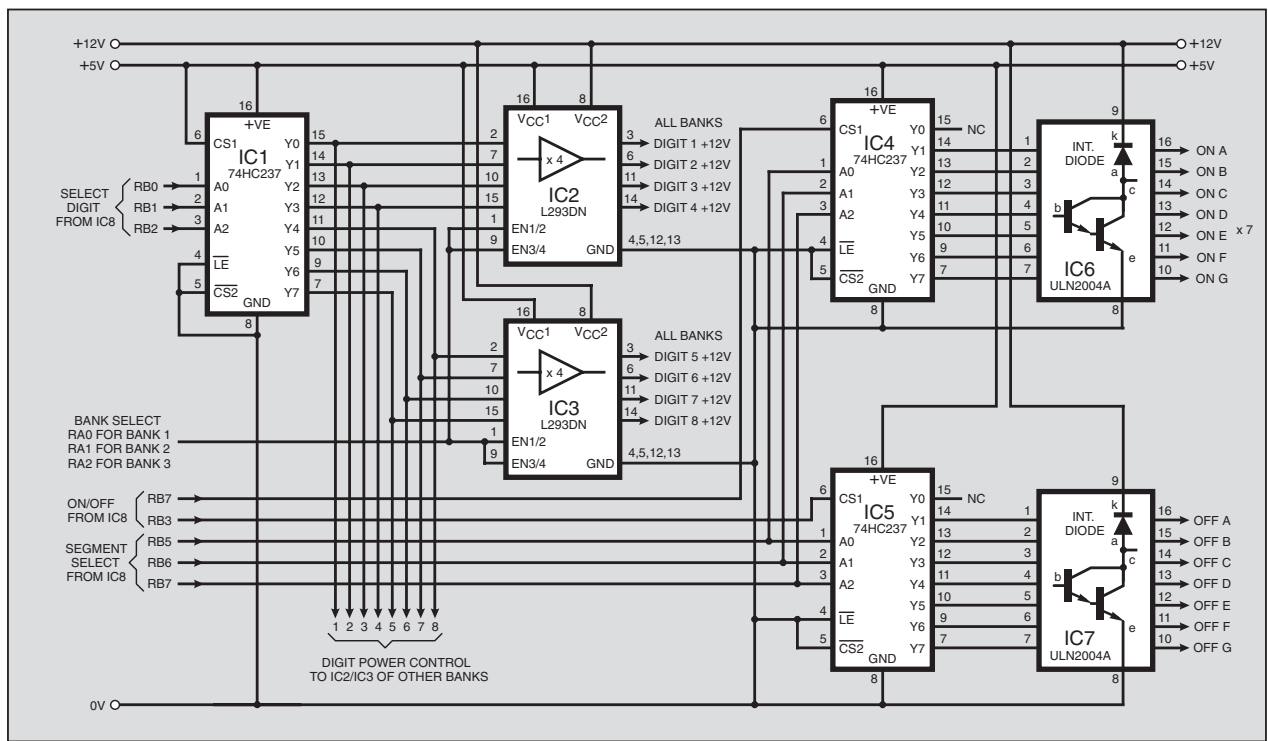 +12V
+5V
+12V
+5V
16
+VE
6 CS1 Y0 15
IC1
74HC237
Y1 14
SELECT
DIGIT
FROM IC8
RB0 1 A0 Y2 13
RB1 2 A1 Y3 12
RB2 3 A2 Y4 11
Y5 10
4 LE Y6 9
5 CS2 Y7 7
GND
8
16 8
VCC1 VCC2
x 4
IC2
L293DN
2
7
10
15
1 EN1/2
9 EN3/4
GND 4,5,12,13
ALL BANKS
3 DIGIT 1 +12V
6 DIGIT 2 +12V
11 DIGIT 3 +12V
14 DIGIT 4 +12V
16 8
VCC1 VCC2
x 4
IC3
L293DN
2
7
10
15
1 EN1/2
9 EN3/4
GND 4,5,12,13
ALL BANKS
3 DIGIT 5 +12V
6 DIGIT 6 +12V
11 DIGIT 7 +12V
14 DIGIT 8 +12V
16
+VE
6 CS1 Y0 15 NC
IC4
74HC237
Y1 14
1 A0 Y2 13
2 A1 Y3 12
3 A2 Y4 11
Y5 10
4 LE Y6 9
5 CS2 Y7 7
GND
8
9
INT.
DIODE
k
a
c
b
e
IC6
ULN2004A
8
1
2
3
4
5
6
7
16 ON A
15 ON B
14 ON C
13 ON D
12 ON E
11 ON F
10 ON G
x 7
BANK SELECT
RA0 FOR BANK 1
RA1 FOR BANK 2
RA2 FOR BANK 3
ON/OFF
FROM IC8
RB7
RB3
SEGMENT
SELECT
FROM IC8
RB5
RB6
RB7
1 2 3 4 5 6 7 8
DIGIT POWER CONTROL
TO IC2/IC3 OF OTHER BANKS
16
+VE
6 CS1 Y0 15 NC
IC5
74HC237
Y1 14
1 A0 Y2 13
2 A1 Y3 12
3 A2 Y4 11
Y5 10
4 LE Y6 9
5 CS2 Y7 7
GND
8
9
INT.
DIODE
k
a
c
b
e
IC7
ULN2004A
8
1
2
3
4
5
6
7
16 OFF A
15 OFF B
14 OFF C
13 OFF D
12 OFF E
11 OFF F
10 OFF G
0V